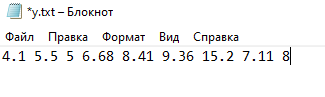 *y.txt – Блокнот
Файл Правка Формат Вид Справка
4.1 5.5 5 6.68 8.41 9.36 15.2 7.11 8